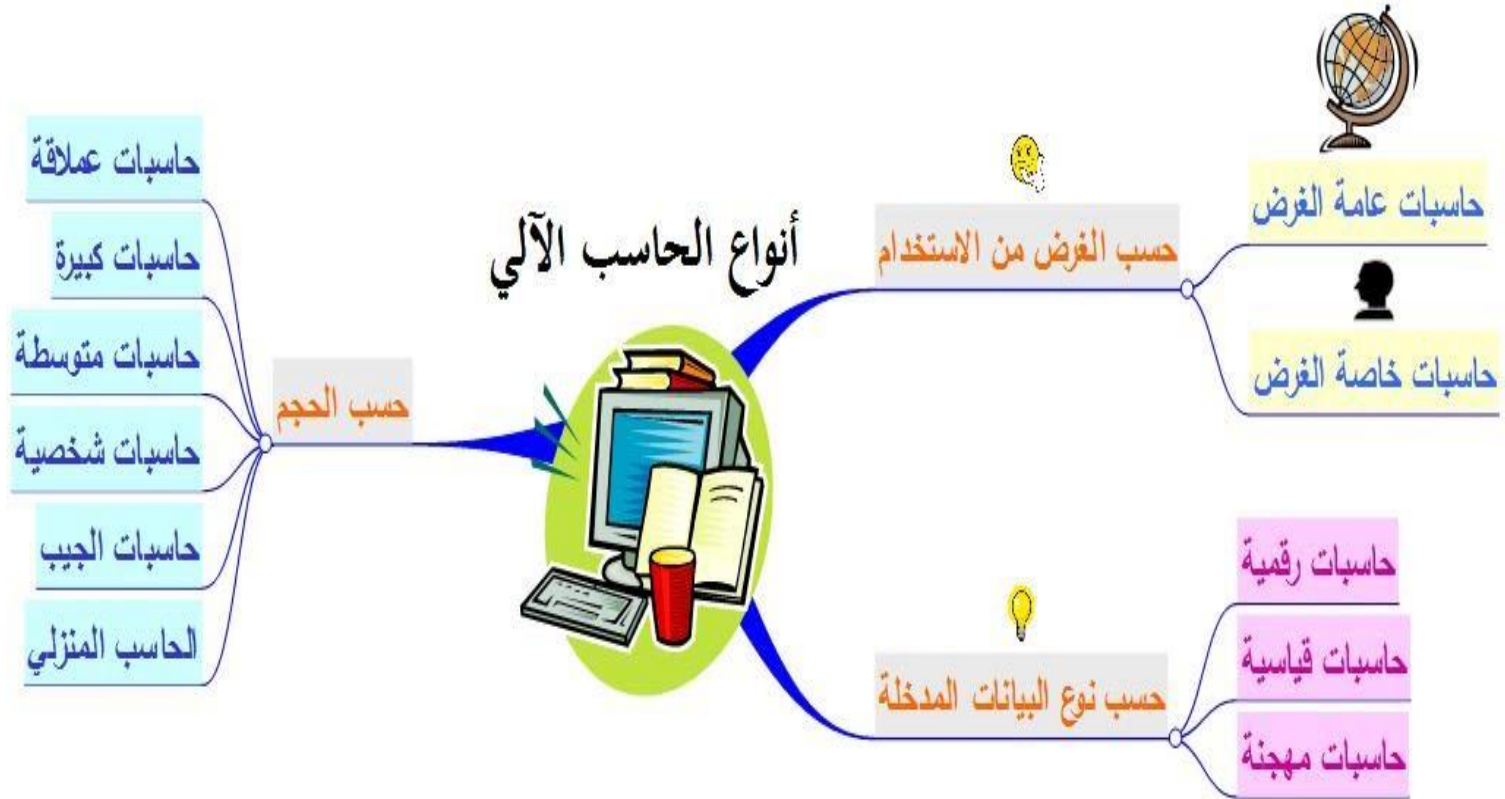 أنواع الحاسب الآلي
حسب الغرض من الاستخدام
حاسبات عامة الغرض
حاسبات خاصة الغرض
حسب نوع البيانات المدخلة
حاسبات رقمية
حاسبات قياسية
حاسبات مهجنة
حسب الحجم
حاسبات عملاقة
حاسبات كبيرة
حاسبات متوسطة
حاسبات شخصية
حاسبات الجيب
الحاسب المنزلي